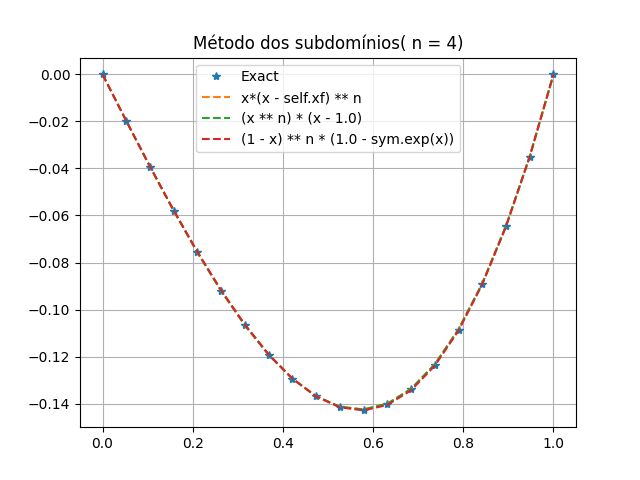 Método dos subdomínios( n = 4)
0.00
−0.02
−0.04
−0.06
−0.08
−0.10
−0.12
−0.14
Exact
x*(x - self.xf) ** n
(x ** n) * (x - 1.0)
(1 - x) ** n * (1.0 - sym.exp(x))
0.0 0.2 0.4 0.6 0.8 1.0